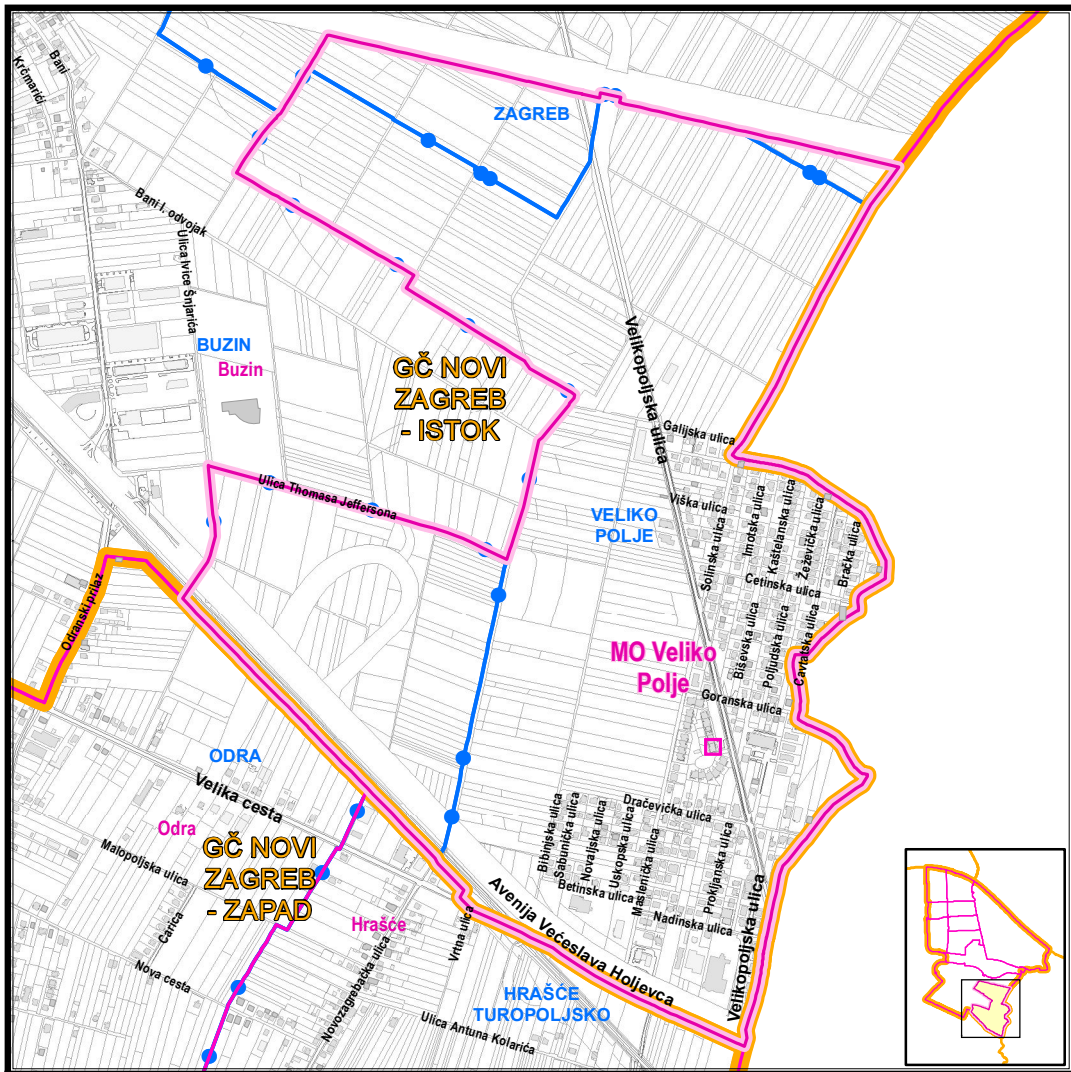 Bani
Krčmarići
ZAGREB
Bani I. odvojak
Ulica Ivice Šnjarića
BUZIN
Buzin
GČ NOVI
ZAGREB
- ISTOK
Velikopoljska ulica
Galijska ulica
Ulica Thomasa Jeffersona
Viška ulica
VELIKO
POLJE
Solinska ulica
Imotska ulica
Kaštelanska ulica
Žeževička ulica
Bračka ulica
Cetinska ulica
Odranski prilaz
Biševska ulica
Poljudska ulica
Cavtatska ulica
MO Veliko
Polje
Goranska ulica
ODRA
Velika cesta
Odra
GČ NOVI
ZAGREB
- ZAPAD
Malopoljska ulica
Carica
Hrašće
Nova cesta
Novozagrebačka ulica
Vrtna ulica
Dračevička ulica
Bibinjska ulica
Sabunička ulica
Novaljska ulica
Uskopska ulica
Maslenička ulica
Prokljanska ulica
Betinska ulica
Nadinska ulica
Avenija Većeslava Holjevca
Velikopoljska ulica
HRAŠĆE
TUROPOLJSKO
Ulica Antuna Kolarića